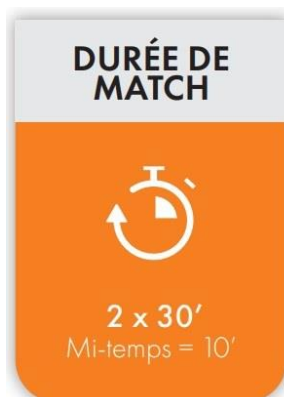 DURÉE DE
MATCH
2 x 30’
Mi-temps = 10’